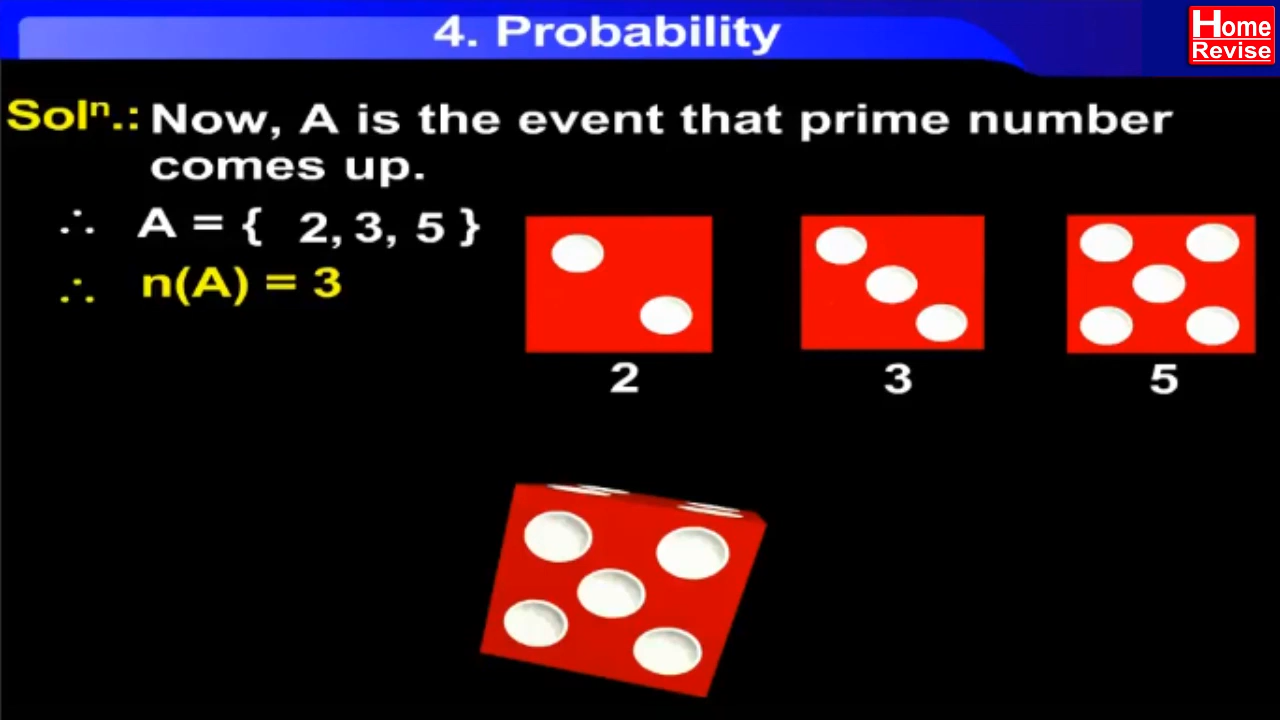 4. Probability
Home
Revise
Solⁿ.: Now, A is the event that prime number
comes up.
∴ A = { 2, 3, 5 }
∴ n(A) = 3
2 3 5